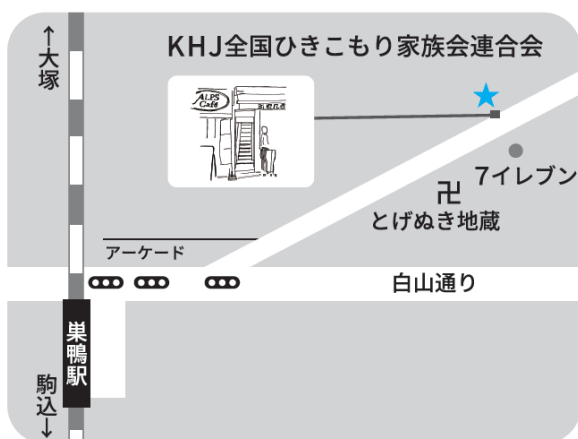 ↑大塚
KHJ全国ひきこもり家族会連合会
ALPS
Café
7イレブン
卍
とげぬき地蔵
アーケード
白山通り
巣鴨駅
駒込↓